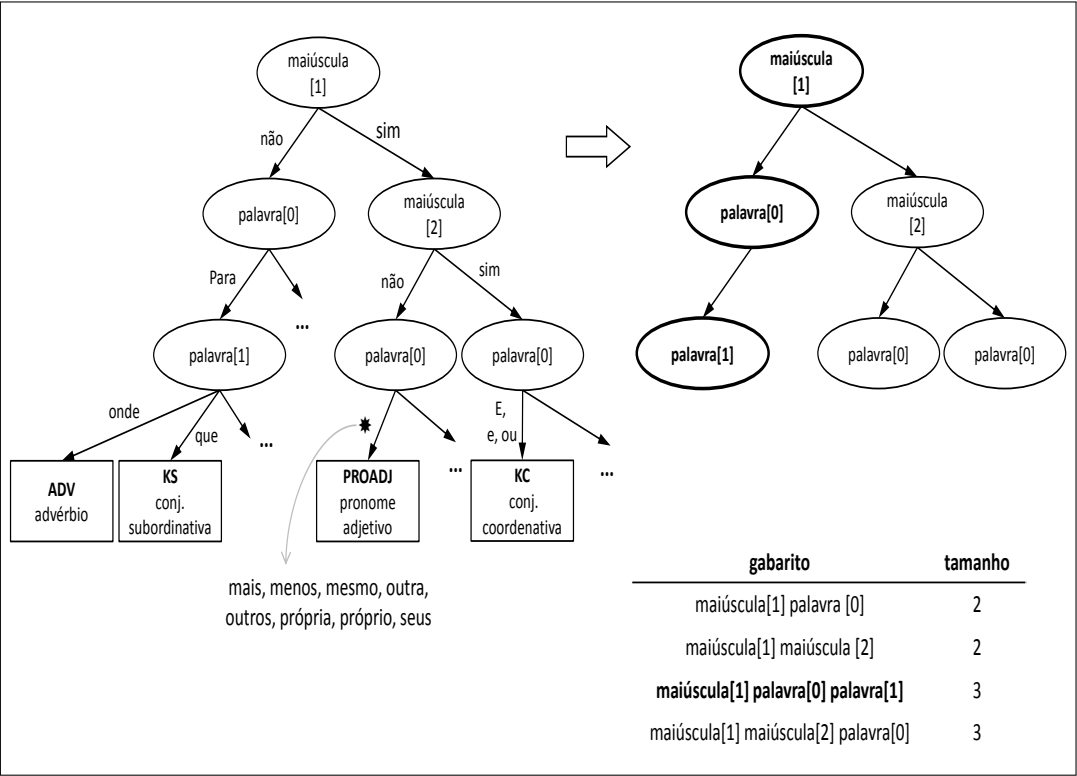 maiúscula
[1]
não
sim
palavra[0]
maiúscula
[2]
Para
...
não
sim
palavra[1]
palavra[0]
palavra[0]
onde
que
...
E,
e, ou
...
...
ADV
advérbio
KS
conj.
subordinativa
PROADJ
pronome
adjetivo
KC
conj.
coordenativa
mais, menos, mesmo, outra,
outros, própria, próprio, seus
maiúscula
[1]
palavra[0]
maiúscula
[2]
palavra[1]
palavra[0]
palavra[0]
gabarito tamanho
maiúscula[1] palavra [0] 2
maiúscula[1] maiúscula [2] 2
maiúscula[1] palavra[0] palavra[1] 3
maiúscula[1] maiúscula[2] palavra[0] 3